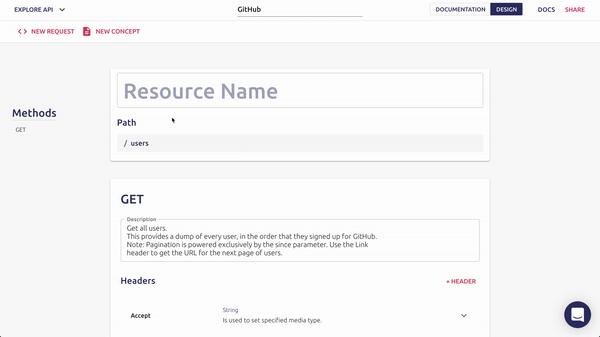 EXPLORE API
GitHub
DOCUMENTATION
DESIGN
DOCS
SHARE
NEW REQUEST
NEW CONCEPT
Methods
GET
Resource Name
Path
/ users
GET
Description
Get all users.
This provides a dump of every user, in the order that they signed up for GitHub.
Note: Pagination is powered exclusively by the since parameter. Use the Link
header to get the URL for the next page of users.
Headers
+ HEADER
Accept
String
Is used to set specified media type.